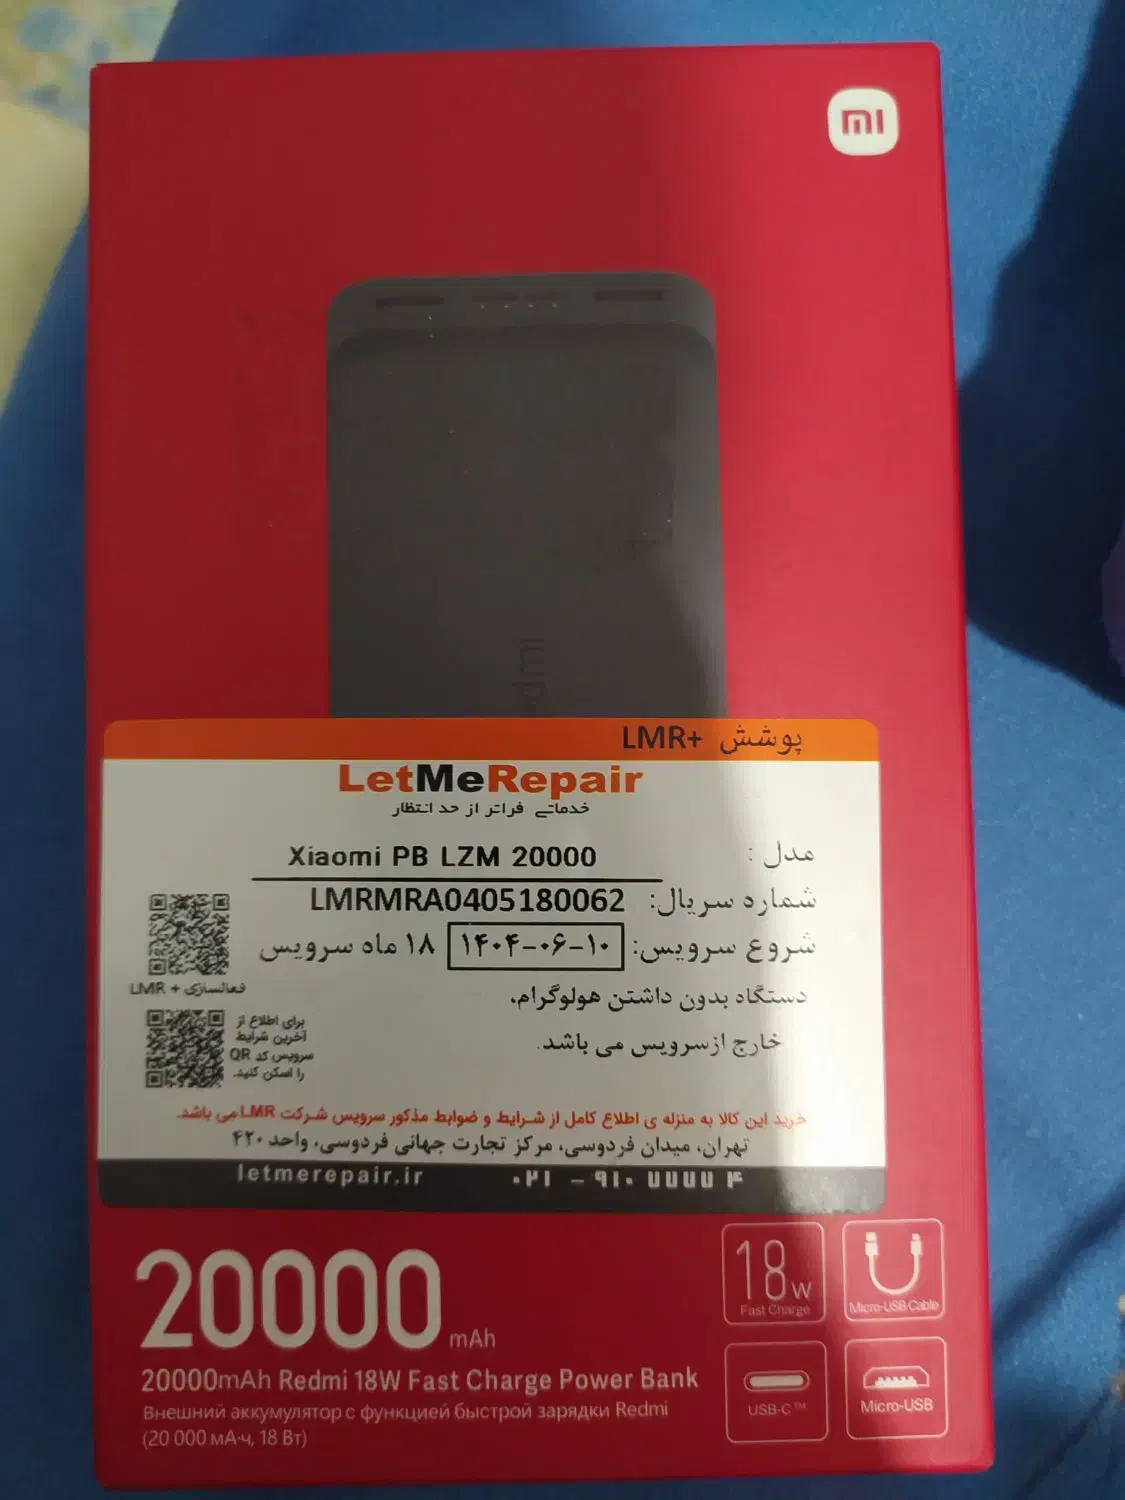 mi
dmi
پوشش LMR+
LetMeRepair
خدماتی فراتر از حد انتظار
مدل : Xiaomi PB LZM 20000
شماره سریال: LMRMRA0405180062
شروع سرویس: ۱۴۰۴-۰۶-۱۰ ۱۸ ماه سرویس
فعالسازی + LMR
دستگاه بدون داشتن هولوگرام،
خارج ازسرویس می باشد.
برای اطلاع از
آخرین شرایط
سرویس کد QR
را اسکن کنید.
خرید این کالا به منزله ی اطلاع کامل از شرایط و ضوابط مذکور سرویس شرکت LMR می باشد.
تهران، میدان فردوسی، مرکز تجارت جهانی فردوسی، واحد ۴۲۰
letmerepair.ir ۰۲۱ - ۹۱۰ ۷۷۷۷ ۴
20000 mAh
20000mAh Redmi 18W Fast Charge Power Bank
Внешний аккумулятор с функцией быстрой зарядки Redmi
(20 000 мА·ч, 18 Вт)
18W
Fast Charge
Micro-USB Cable
USB-C™
Micro-USB